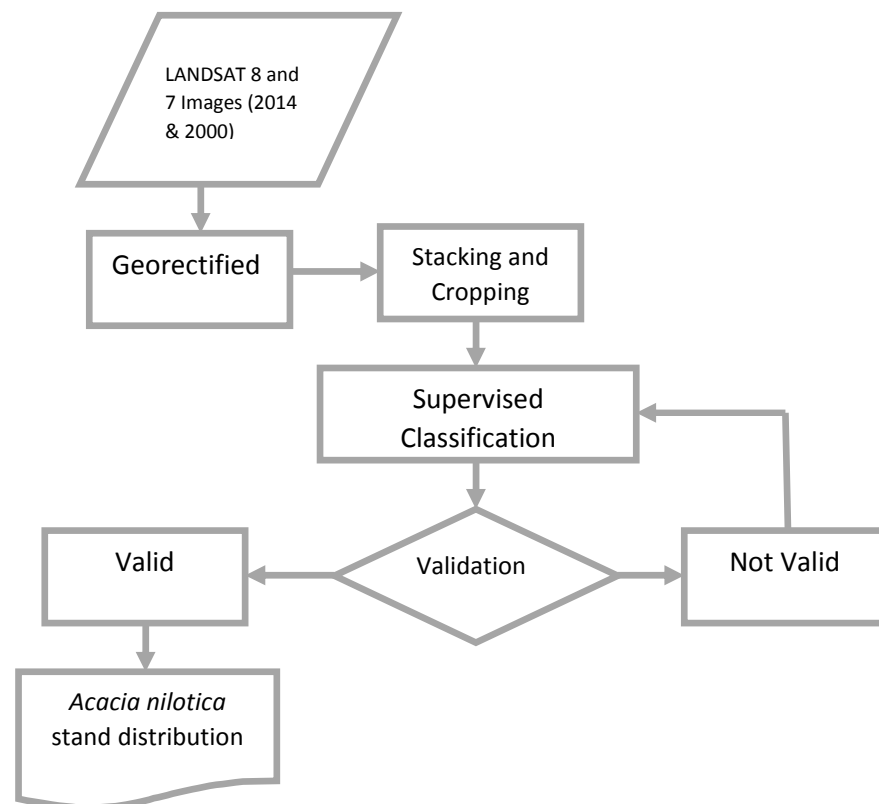 LANDSAT 8 and
7 Images (2014
& 2000)
Georectified
Stacking and
Cropping
Supervised
Classification
Validation
Valid
Not Valid
Acacia nilotica
stand distribution